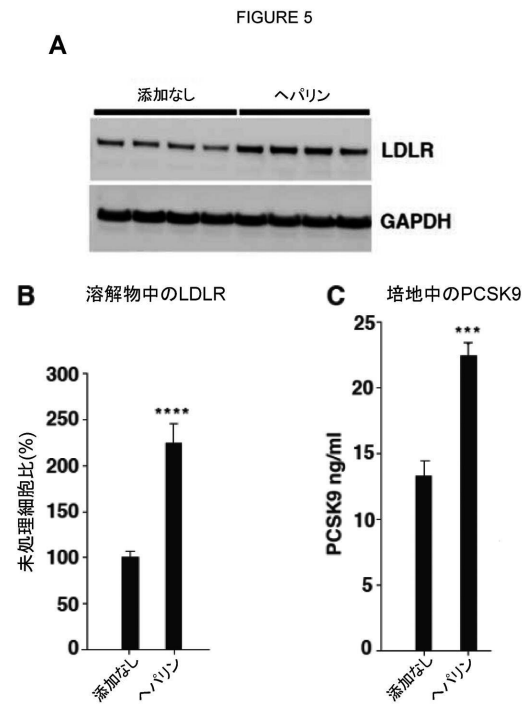 FIGURE 5
A
添加なし ヘパリン
LDLR
GAPDH
B 溶解物中のLDLR
未処理細胞比(%)
300
250
200
150
100
50
0
****
添加なし
ヘパリン
C 培地中のPCSK9
PCSK9 ng/ml
25
22
13
12
5
0
***
添加なし
ヘパリン